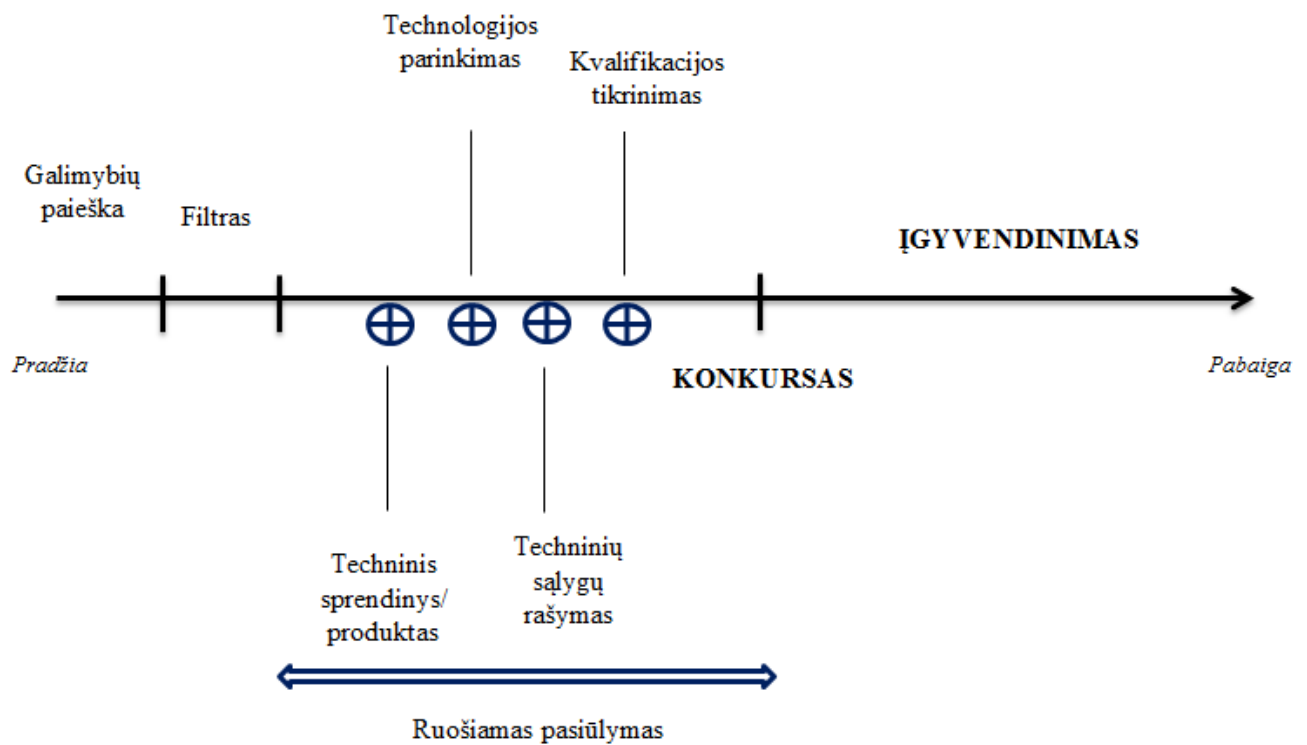 Technologijos
parinkimas
Kvalifikacijos
tikrinimas
Galimybių
paieška
Filtras
ĮGYVENDINIMAS
Pradžia
Pabaiga
KONKURSAS
Techninis
sprendinys/
produktas
Techninių
sąlygų
rašymas
Ruošiamas pasiūlymas